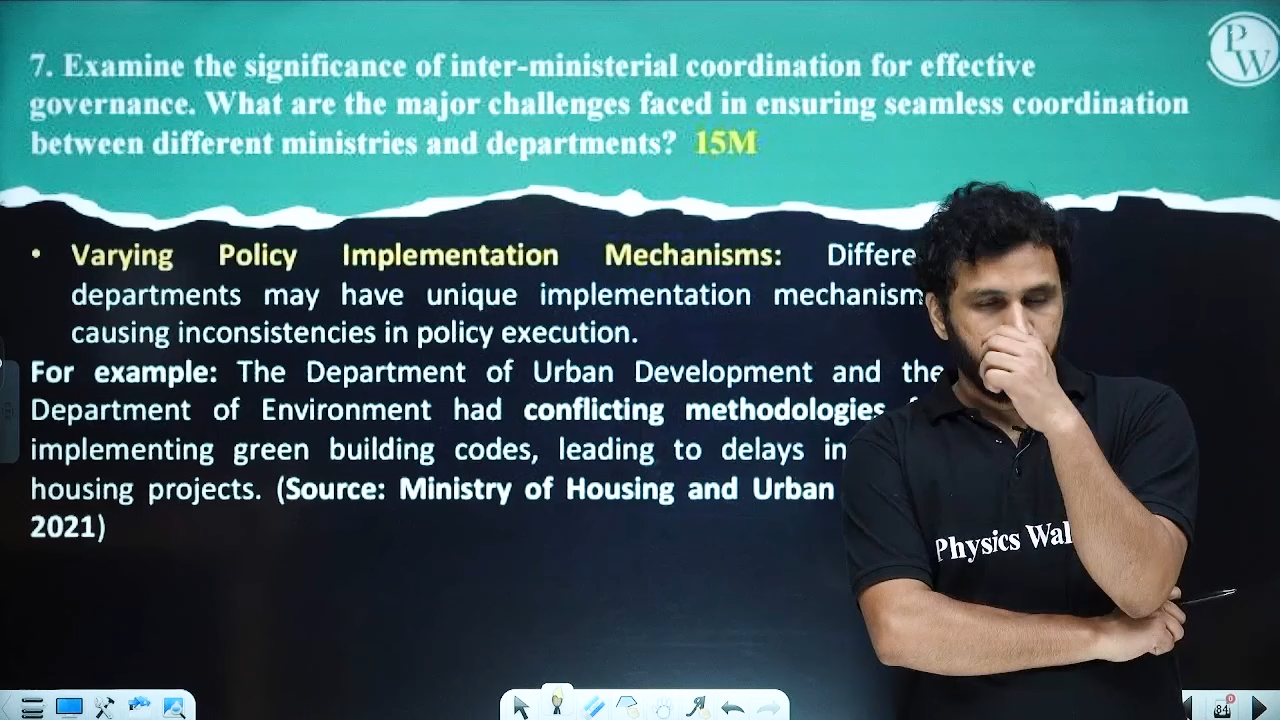 7. Examine the significance of inter-ministerial coordination for effective
governance. What are the major challenges faced in ensuring seamless coordination
between different ministries and departments? 15M
PW
• Varying Policy Implementation Mechanisms:
departments may have unique implementation
causing inconsistencies in policy execution.
For example: The Department of Urban Development and the
Department of Environment had conflicting methodologies
implementing green building codes, leading to delays in
housing projects. (Source: Ministry of Housing and Urban
2021)
Physics
84